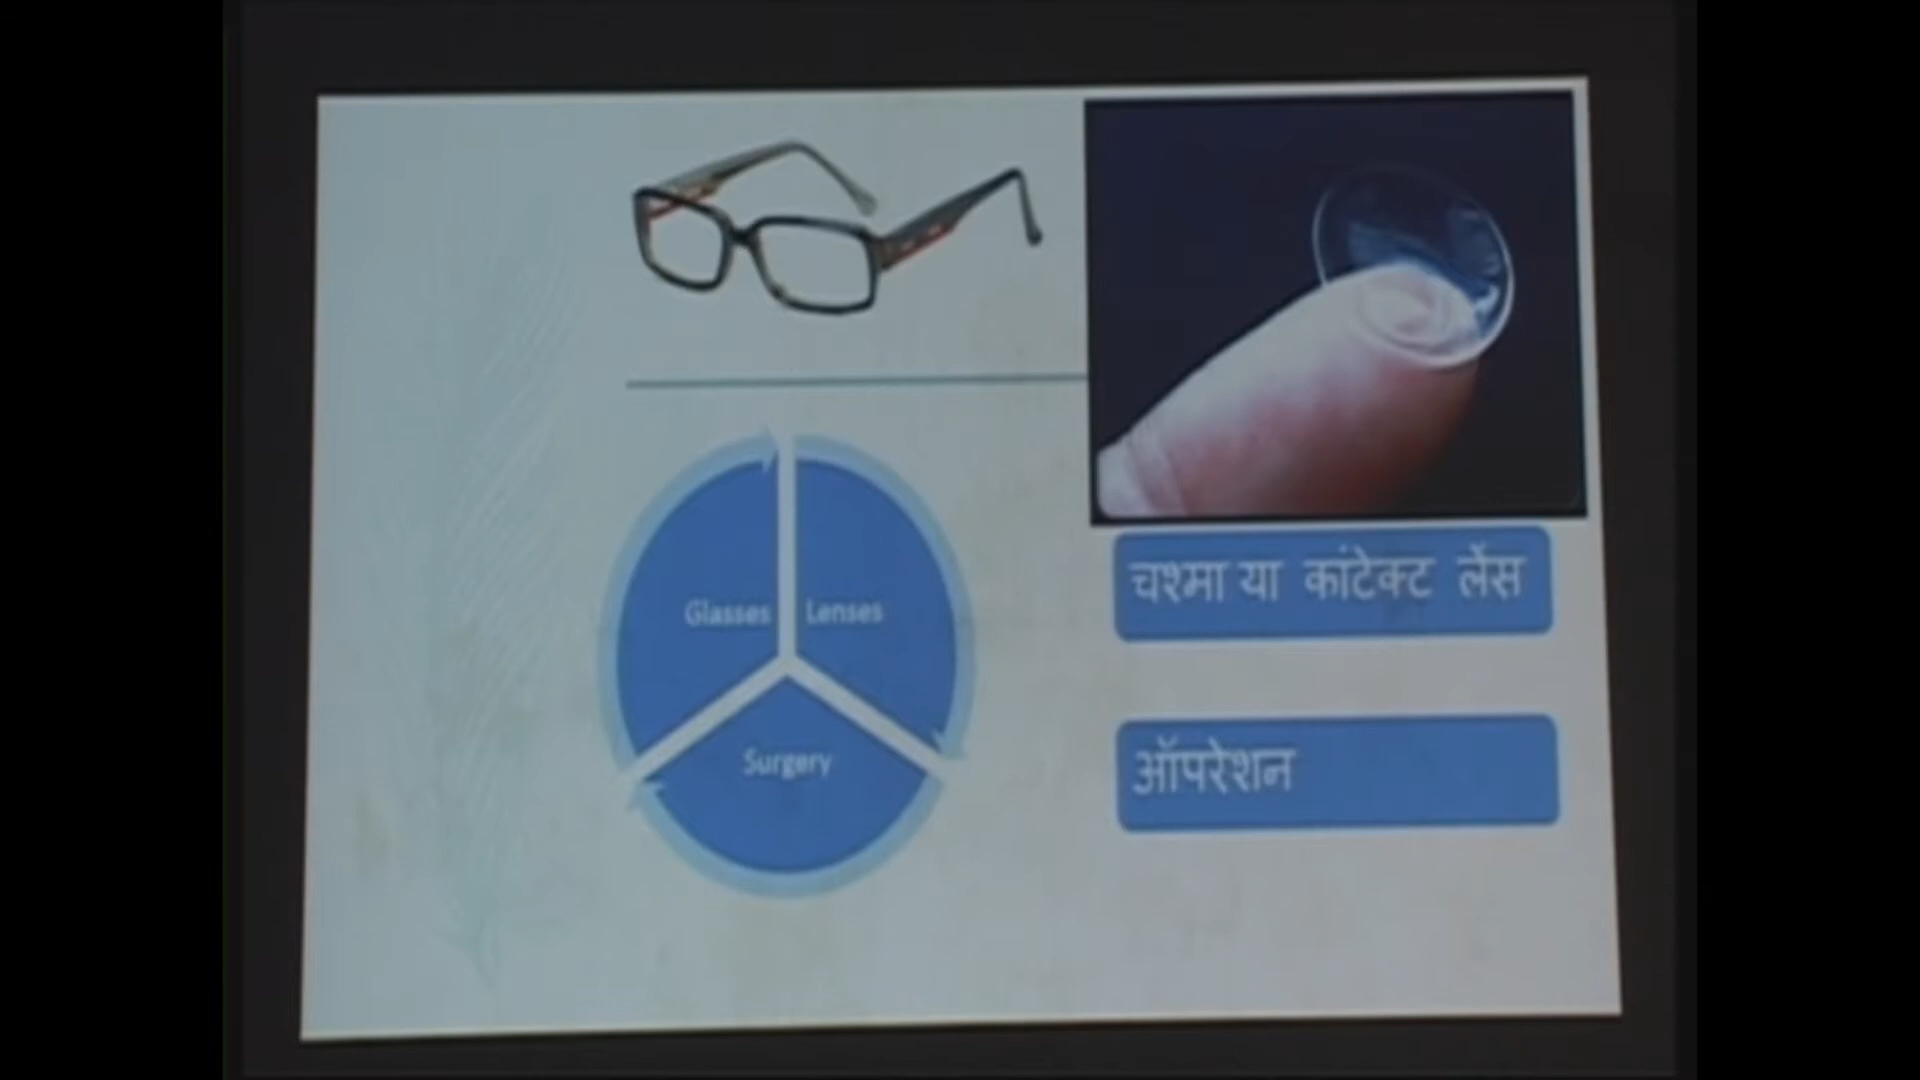 Glasses
Lenses
Surgery
चश्मा या कांटेक्ट लेंस
ऑपरेशन